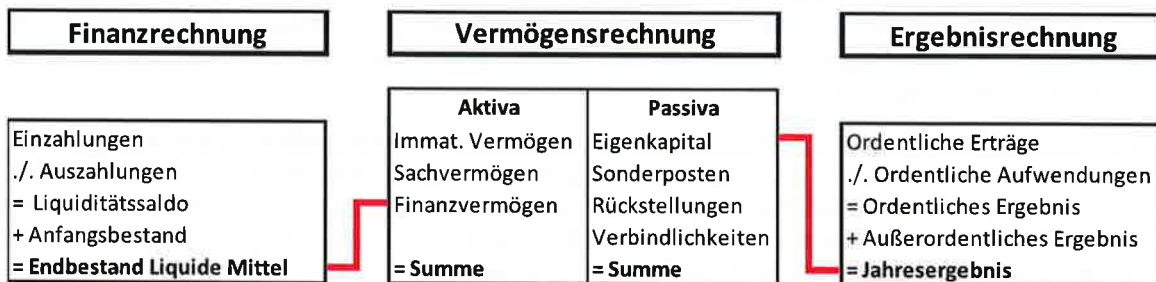 Finanzrechnung
Vermögensrechnung
Ergebnisrechnung
Einzahlungen
./. Auszahlungen
= Liquiditätssaldo
+ Anfangsbestand
= Endbestand Liquide Mittel
Aktiva
Immat. Vermögen
Sachvermögen
Finanzvermögen
= Summe
Passiva
Eigenkapital
Sonderposten
Rückstellungen
Verbindlichkeiten
= Summe
Ordentliche Erträge
./. Ordentliche Aufwendungen
= Ordentliches Ergebnis
+ Außerordentliches Ergebnis
= Jahresergebnis